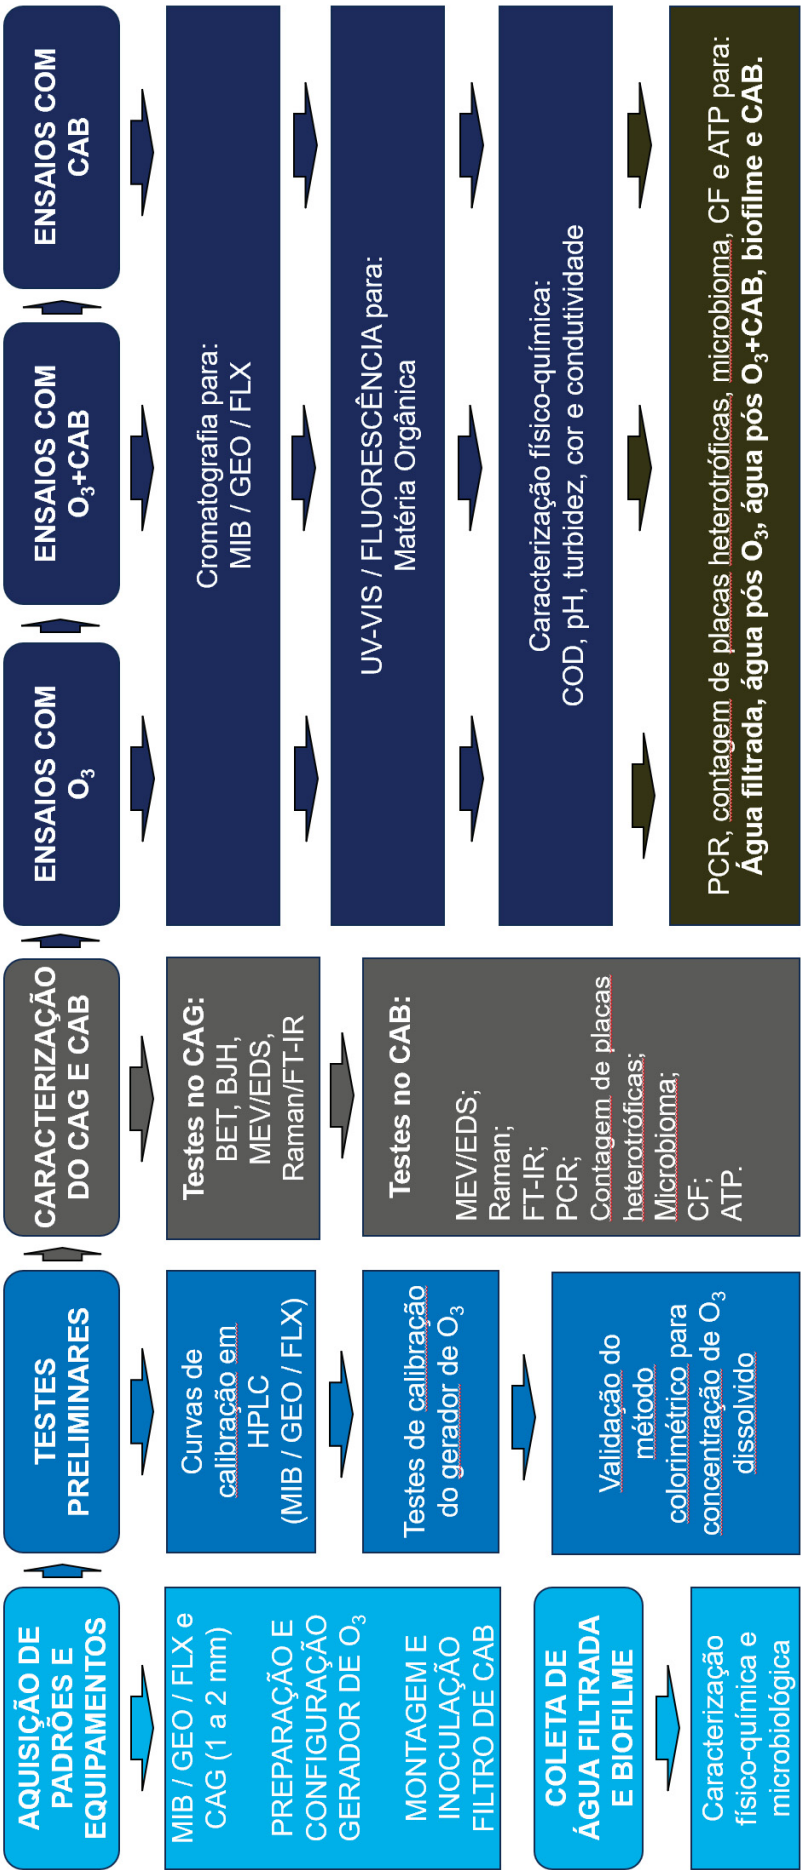 AQUISIÇÃO DE
PADRÕES E
EQUIPAMENTOS
MIB / GEO / FLX e
CAG (1 a 2 mm)
PREPARAÇÃO E
CONFIGURAÇÃO
GERADOR DE O₃
MONTAGEM E
INOCULAÇÃO
FILTRO DE CAB
COLETA DE
ÁGUA FILTRADA
E BIOFILME
Caracterização
físico-química e
microbiológica
TESTES
PRELIMINARES
Curvas de
calibração em
HPLC
(MIB / GEO / FLX)
Testes de calibração
do gerador de O₃
Validação do
método
colorimétrico para
concentração de O₃
dissolvido
CARACTERIZAÇÃO
DO CAG E CAB
Testes no CAG:
BET, BJH,
MEV/EDS,
Raman/FT-IR
Testes no CAB:
MEV/EDS;
Raman;
FT-IR;
PCR;
Contagem de placas
heterotróficas;
Microbioma;
CF;
ATP.
ENSAIOS COM
O₃
ENSAIOS COM
O₃+CAB
ENSAIOS COM
CAB
Cromatografia para:
MIB / GEO / FLX
UV-VIS / FLUORESCÊNCIA para:
Matéria Orgânica
Caracterização físico-química:
COD, pH, turbidez, cor e condutividade
PCR, contagem de placas heterotróficas, microbioma, CF e ATP para:
Água filtrada, água pós O₃, água pós O₃+CAB, biofilme e CAB.